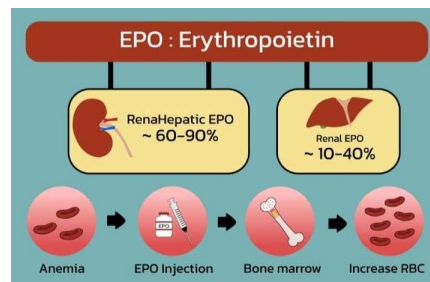 EPO : Erythropoietin
RenaHepatic EPO
~ 60-90%
Renal EPO
~ 10-40%
EPO
Anemia
EPO Injection
Bone marrow
Increase RBC